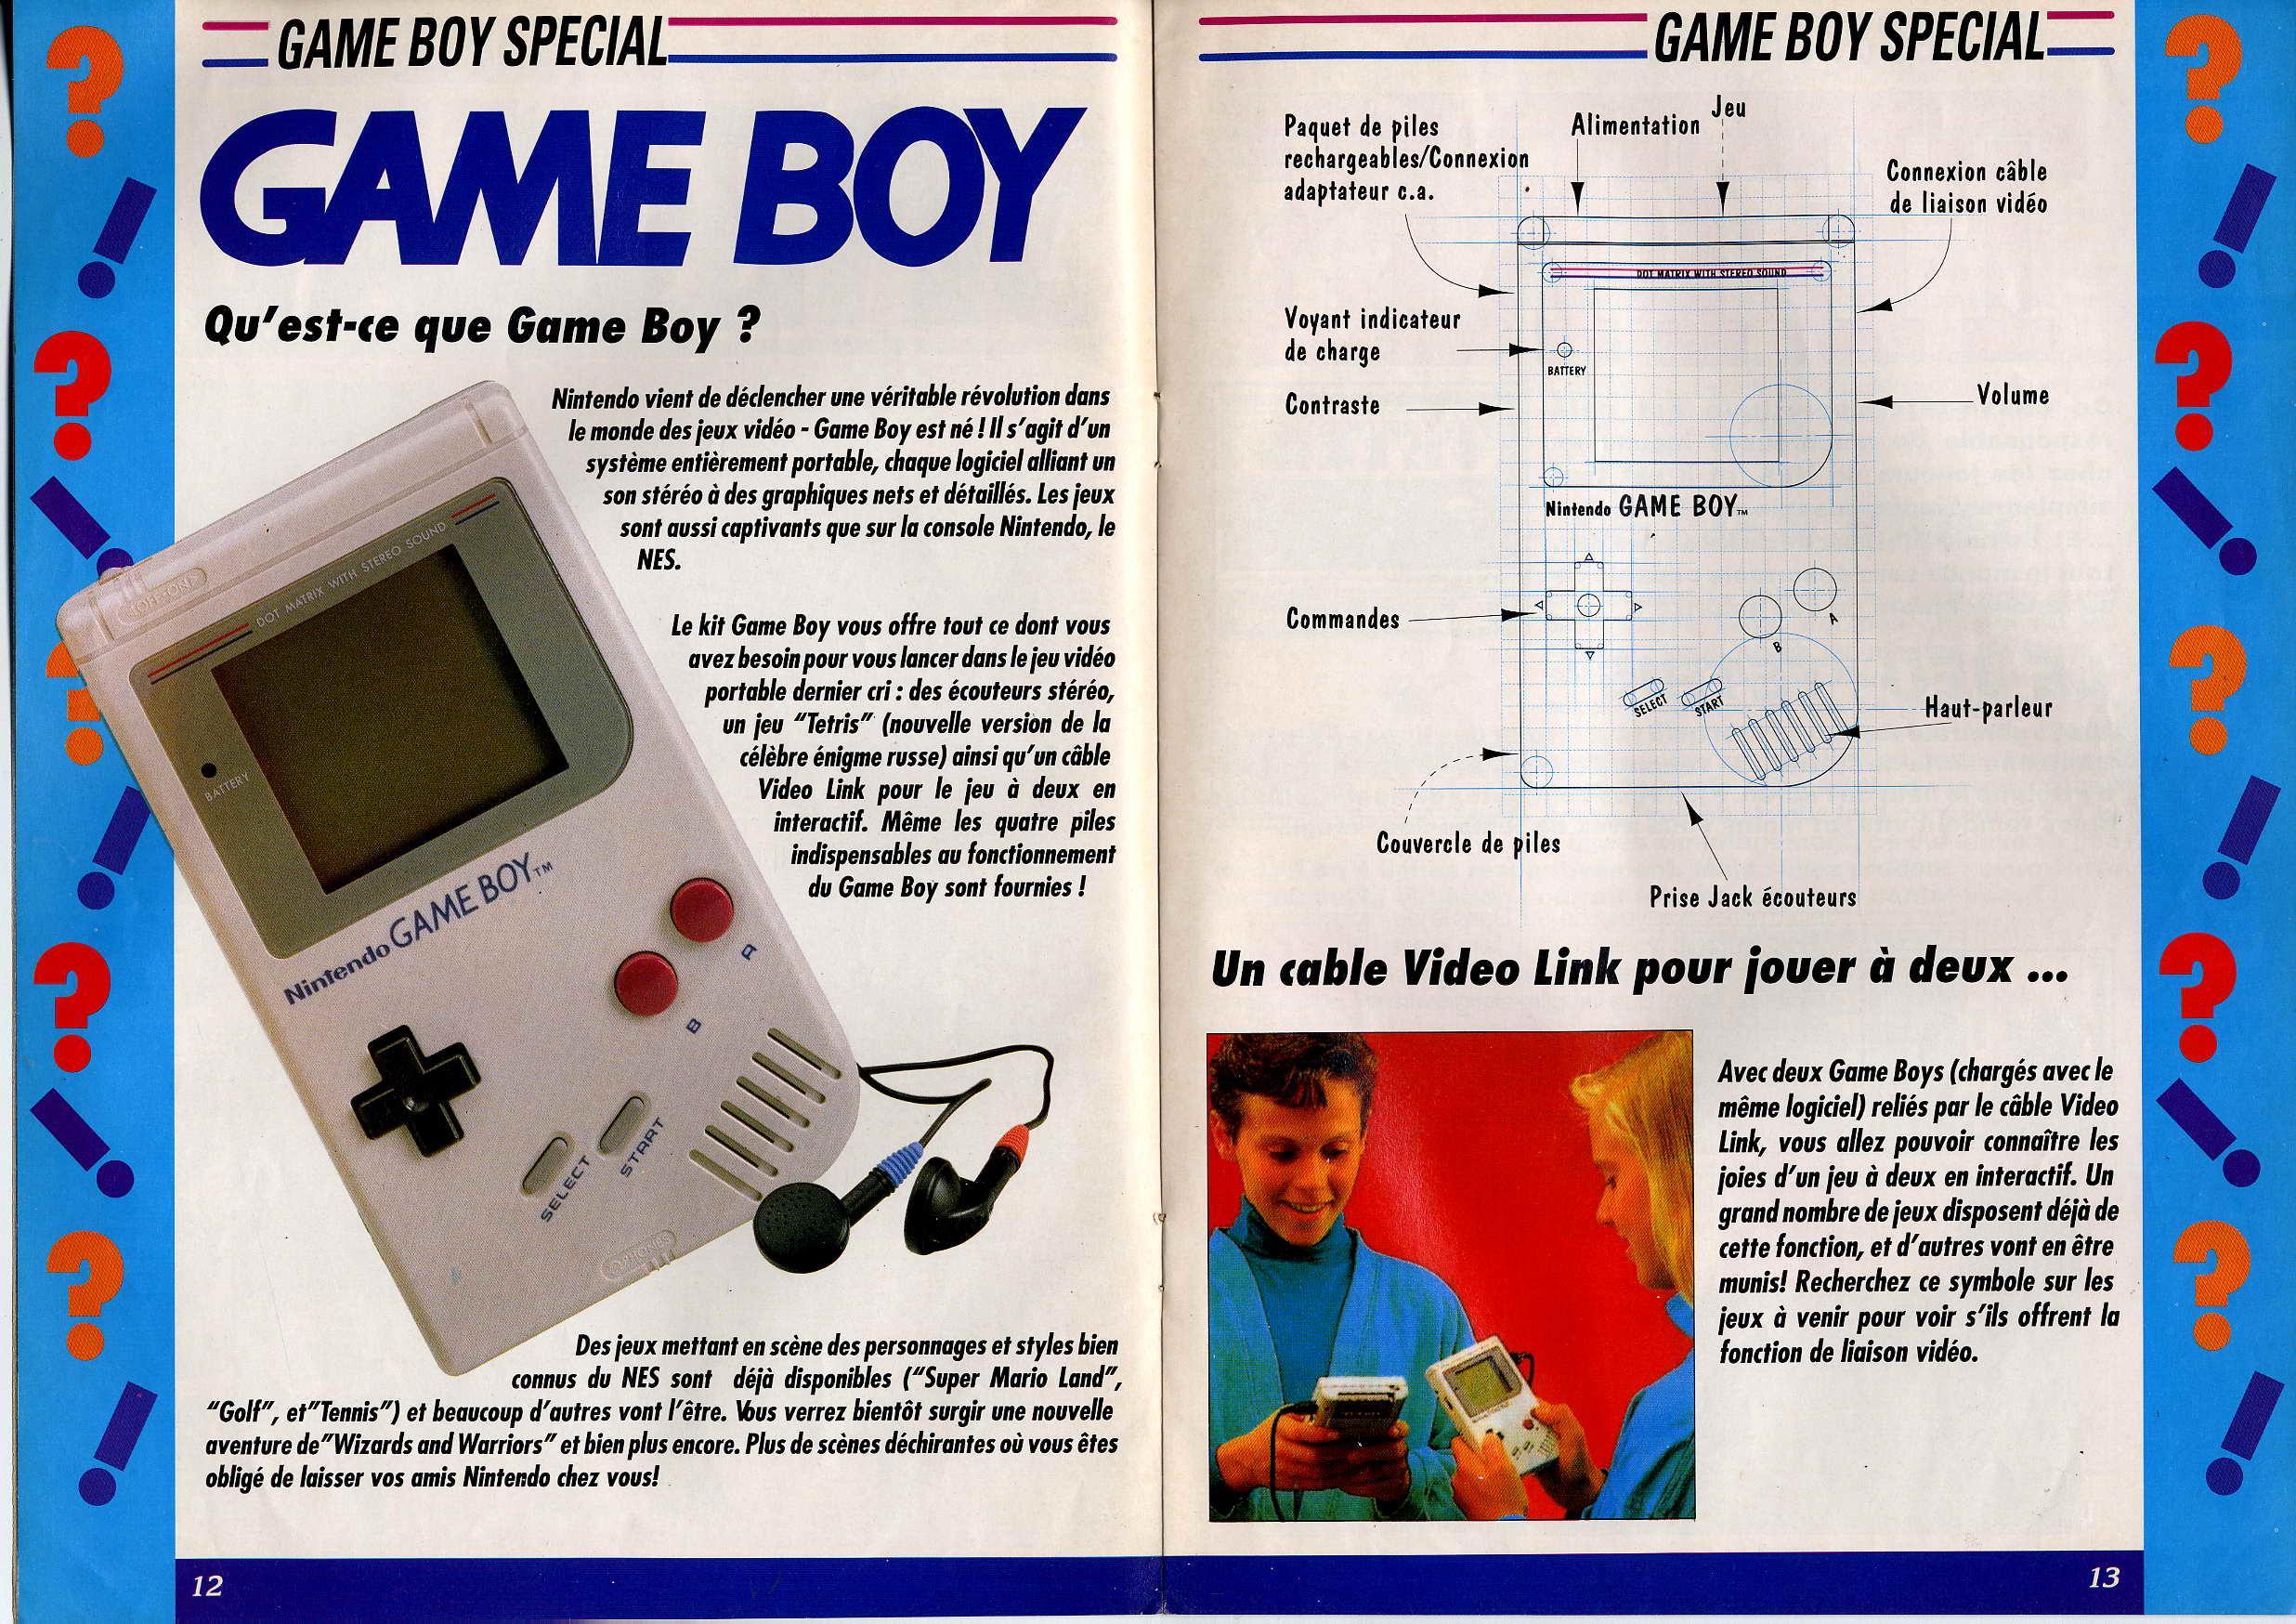 GAME BOY SPECIAL
GAME BOY
Qu'est-ce que Game Boy ?
Nintendo vient de déclencher une véritable révolution dans
le monde des jeux vidéo - Game Boy est né ! Il s'agit d'un
système entièrement portable, chaque logiciel alliant un
son stéréo à des graphiques nets et détaillés. Les jeux
sont aussi captivants que sur la console Nintendo, le
NES.
Le kit Game Boy vous offre tout ce dont vous
avez besoin pour vous lancer dans le jeu vidéo
portable dernier cri : des écouteurs stéréo,
un jeu "Tetris" (nouvelle version de la
célèbre énigme russe) ainsi qu'un câble
Video Link pour le jeu à deux en
interactif. Même les quatre piles
indispensables au fonctionnement
du Game Boy sont fournies !
OFF•ON
DOT MATRIX WITH STEREO SOUND
BATTERY
Nintendo GAME BOY™
A
B
SELECT
START
PHONES
Des jeux mettant en scène des personnages et styles bien
connus du NES sont déjà disponibles ("Super Mario Land",
"Golf", et"Tennis") et beaucoup d'autres vont l'être. Vous verrez bientôt surgir une nouvelle
aventure de"Wizards and Warriors" et bien plus encore. Plus de scènes déchirantes où vous êtes
obligé de laisser vos amis Nintendo chez vous!
12
GAME BOY SPECIAL
Paquet de piles
rechargeables/Connexion
adaptateur c.a.
Alimentation
Jeu
Connexion câble
de liaison vidéo
DOT MATRIX WITH STEREO SOUND
Voyant indicateur
de charge
BATTERY
Contraste
Volume
Nintendo GAME BOY™
Commandes
A
B
SELECT
START
Haut-parleur
Couvercle de piles
Prise Jack écouteurs
Un cable Video Link pour jouer à deux ...
Avec deux Game Boys (chargés avec le
même logiciel) reliés par le câble Video
Link, vous allez pouvoir connaître les
joies d'un jeu à deux en interactif. Un
grand nombre de jeux disposent déjà de
cette fonction, et d'autres vont en être
munis! Recherchez ce symbole sur les
jeux à venir pour voir s'ils offrent la
fonction de liaison vidéo.
13